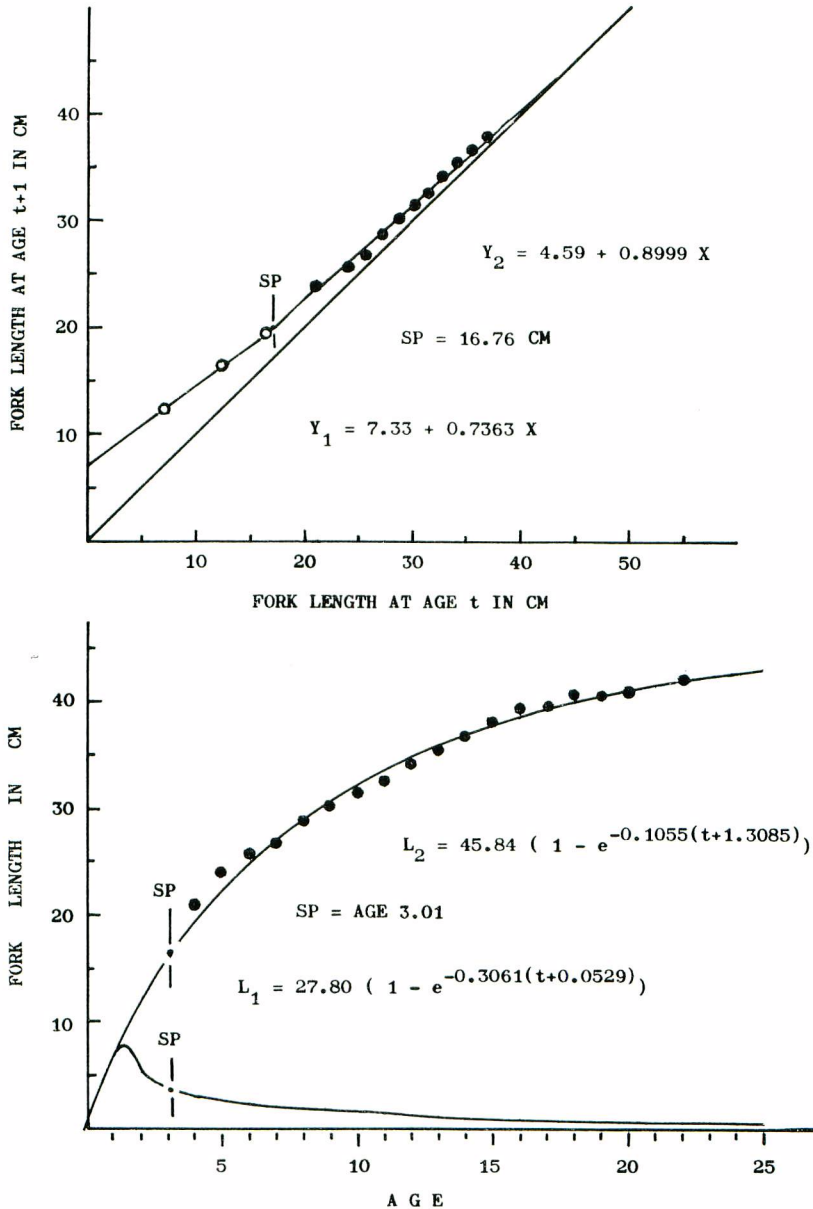 FORK LENGTH AT AGE t+1 IN CM
40
30
20
10
SP
Y₂ = 4.59 + 0.8999 X
SP = 16.76 CM
Y₁ = 7.33 + 0.7363 X
10 20 30 40 50
FORK LENGTH AT AGE t IN CM
FORK LENGTH IN CM
40
30
20
10
SP
L₂ = 45.84 ( 1 - e^-0.1055(t+1.3085))
SP = AGE 3.01
L₁ = 27.80 ( 1 - e^-0.3061(t+0.0529))
SP
5 10 15 20 25
A G E